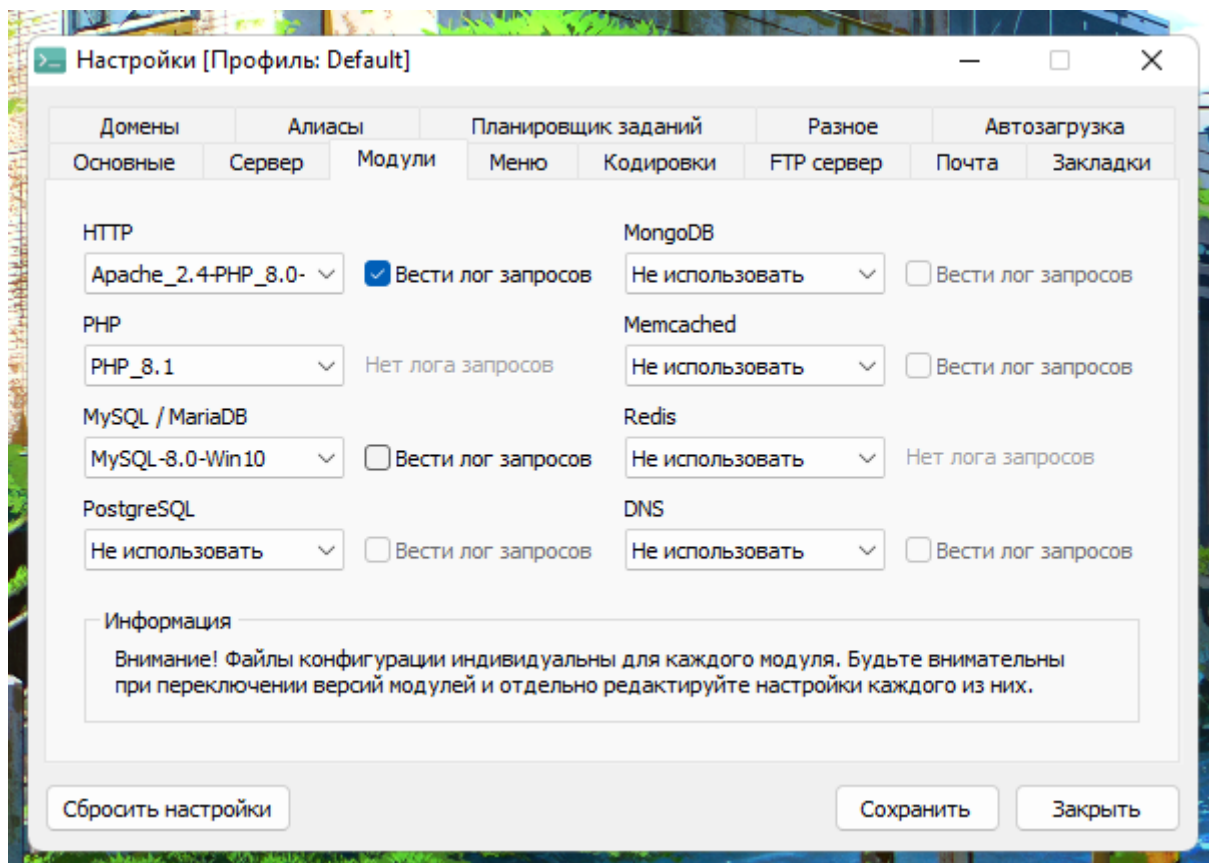 Настройки [Профиль: Default]
Домены Алиасы Планировщик заданий Разное Автозагрузка
Основные Сервер Модули Меню Кодировки FTP сервер Почта Закладки
HTTP MongoDB
Apache_2.4-PHP_8.0- Вести лог запросов Не использовать Вести лог запросов
PHP Memcached
PHP_8.1 Нет лога запросов Не использовать Вести лог запросов
MySQL / MariaDB Redis
MySQL-8.0-Win10 Вести лог запросов Не использовать Нет лога запросов
PostgreSQL DNS
Не использовать Вести лог запросов Не использовать Вести лог запросов
Информация
Внимание! Файлы конфигурации индивидуальны для каждого модуля. Будьте внимательны
при переключении версий модулей и отдельно редактируйте настройки каждого из них.
Сбросить настройки Сохранить Закрыть